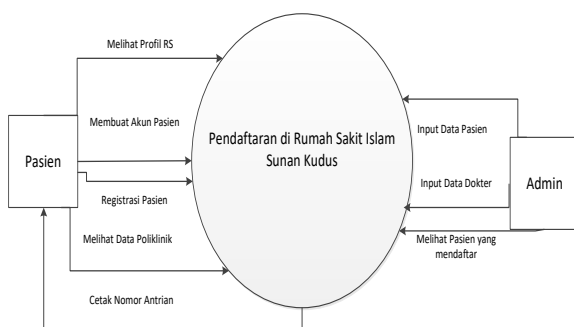 Melihat Profil RS
Membuat Akun Pasien
Pendaftaran di Rumah Sakit Islam
Sunan Kudus
Input Data Pasien
Pasien
Admin
Input Data Dokter
Registrasi Pasien
Melihat Data Poliklinik
Melihat Pasien yang
mendaftar
Cetak Nomor Antrian